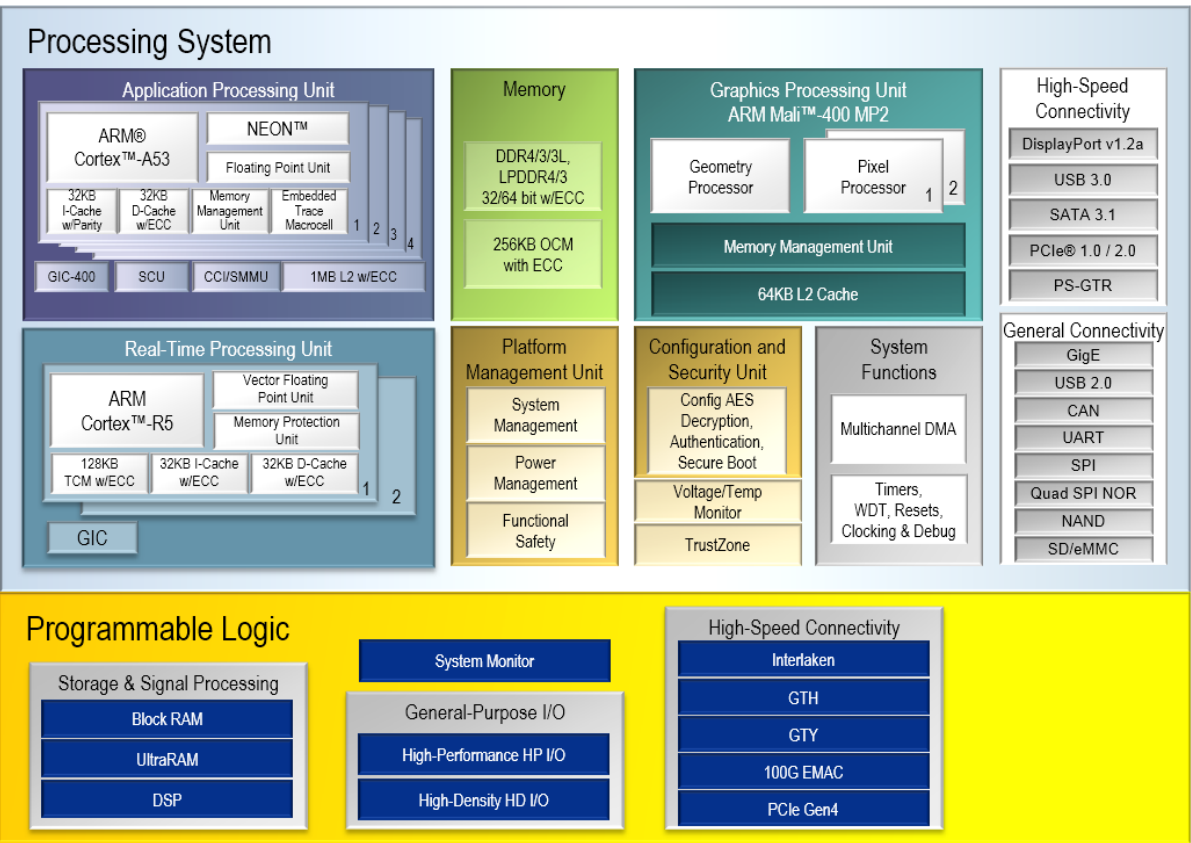 Processing System
Application Processing Unit
ARM®
Cortex™-A53
NEON™
Floating Point Unit
32KB
I-Cache
w/Parity
32KB
D-Cache
w/ECC
Memory
Management
Unit
Embedded
Trace
Macrocell
1
2
3
4
GIC-400
SCU
CCI/SMMU
1MB L2 w/ECC
Memory
DDR4/3/3L,
LPDDR4/3
32/64 bit w/ECC
256KB OCM
with ECC
Graphics Processing Unit
ARM Mali™-400 MP2
Geometry
Processor
Pixel
Processor
1
2
Memory Management Unit
64KB L2 Cache
High-Speed
Connectivity
DisplayPort v1.2a
USB 3.0
SATA 3.1
PCIe® 1.0 / 2.0
PS-GTR
Real-Time Processing Unit
ARM
Cortex™-R5
Vector Floating
Point Unit
Memory Protection
Unit
128KB
TCM w/ECC
32KB I-Cache
w/ECC
32KB D-Cache
w/ECC
1
2
GIC
Platform
Management Unit
System
Management
Power
Management
Functional
Safety
Configuration and
Security Unit
Config AES
Decryption,
Authentication,
Secure Boot
Voltage/Temp
Monitor
TrustZone
System
Functions
Multichannel DMA
Timers,
WDT, Resets,
Clocking & Debug
General Connectivity
GigE
USB 2.0
CAN
UART
SPI
Quad SPI NOR
NAND
SD/eMMC
Programmable Logic
Storage & Signal Processing
Block RAM
UltraRAM
DSP
System Monitor
General-Purpose I/O
High-Performance HP I/O
High-Density HD I/O
High-Speed Connectivity
Interlaken
GTH
GTY
100G EMAC
PCIe Gen4